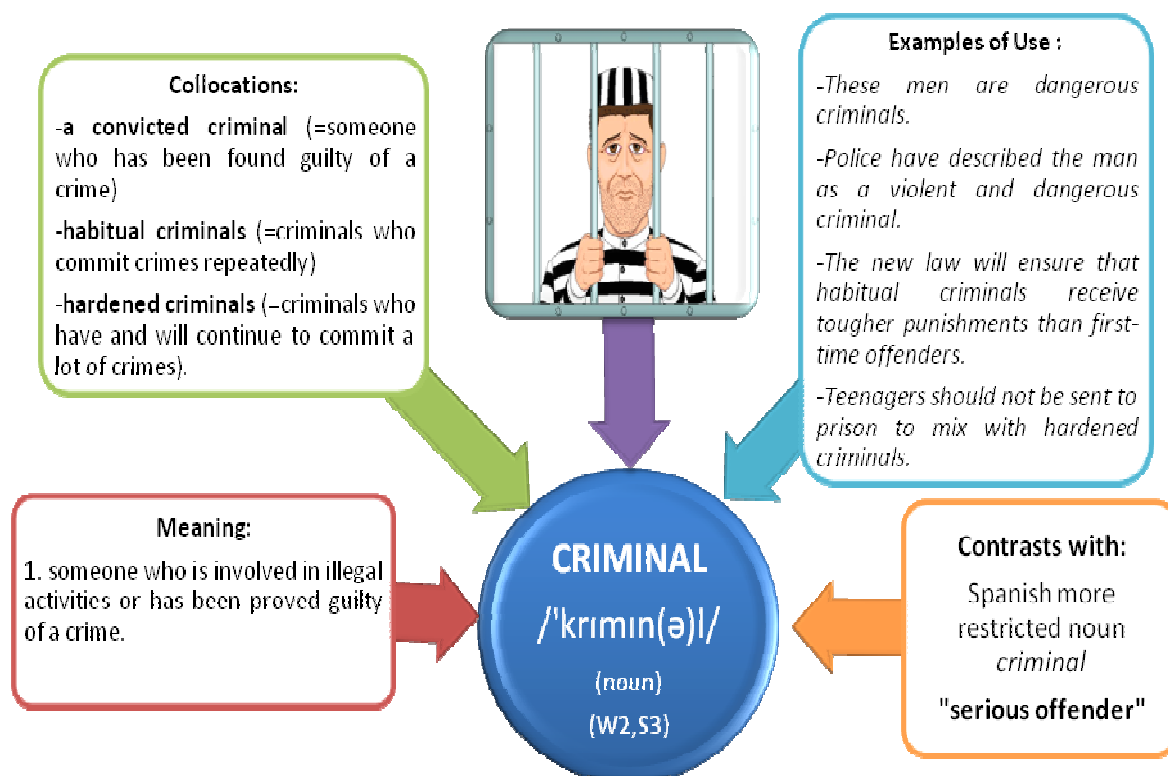 Collocations:
-a convicted criminal (=someone
who has been found guilty of a
crime)
-habitual criminals (=criminals who
commit crimes repeatedly)
-hardened criminals (=criminals who
have and will continue to commit a
lot of crimes).
Examples of Use :
-These men are dangerous
criminals.
-Police have described the man
as a violent and dangerous
criminal.
-The new law will ensure that
habitual criminals receive
tougher punishments than first-
time offenders.
-Teenagers should not be sent to
prison to mix with hardened
criminals.
Meaning:
1. someone who is involved in illegal
activities or has been proved guilty
of a crime.
CRIMINAL
/'krɪmɪn(ə)l/
(noun)
(W2,S3)
Contrasts with:
Spanish more
restricted noun
criminal
"serious offender"